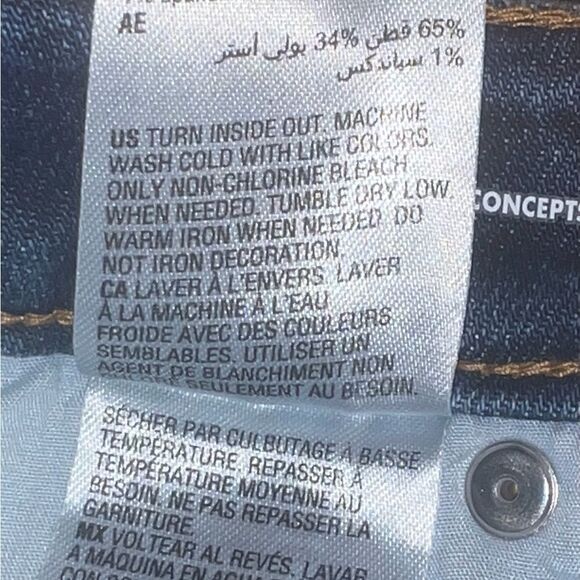 AE
65% قطن 34% بولي استر
1% سباندكس
US TURN INSIDE OUT. MACHINE
WASH COLD WITH LIKE COLORS.
ONLY NON-CHLORINE BLEACH
WHEN NEEDED. TUMBLE DRY LOW.
WARM IRON WHEN NEEDED DO
NOT IRON DECORATION
CA LAVER À L'ENVERS. LAVER
À LA MACHINE À L'EAU
FROIDE AVEC DES COULEURS
SEMBLABLES. UTILISER UN
AGENT DE BLANCHIMENT NON
SEULEMENT AU BESOIN.
SÉCHER PAR CULBUTAGE À BASSE
TEMPÉRATURE. REPASSER À
TEMPÉRATURE MOYENNE AU
BESOIN. NE PAS REPASSER LA
GARNITURE.
MX VOLTEAR AL REVÉS. LAVAR
A MÁQUINA EN AGUA
CONCEPTS